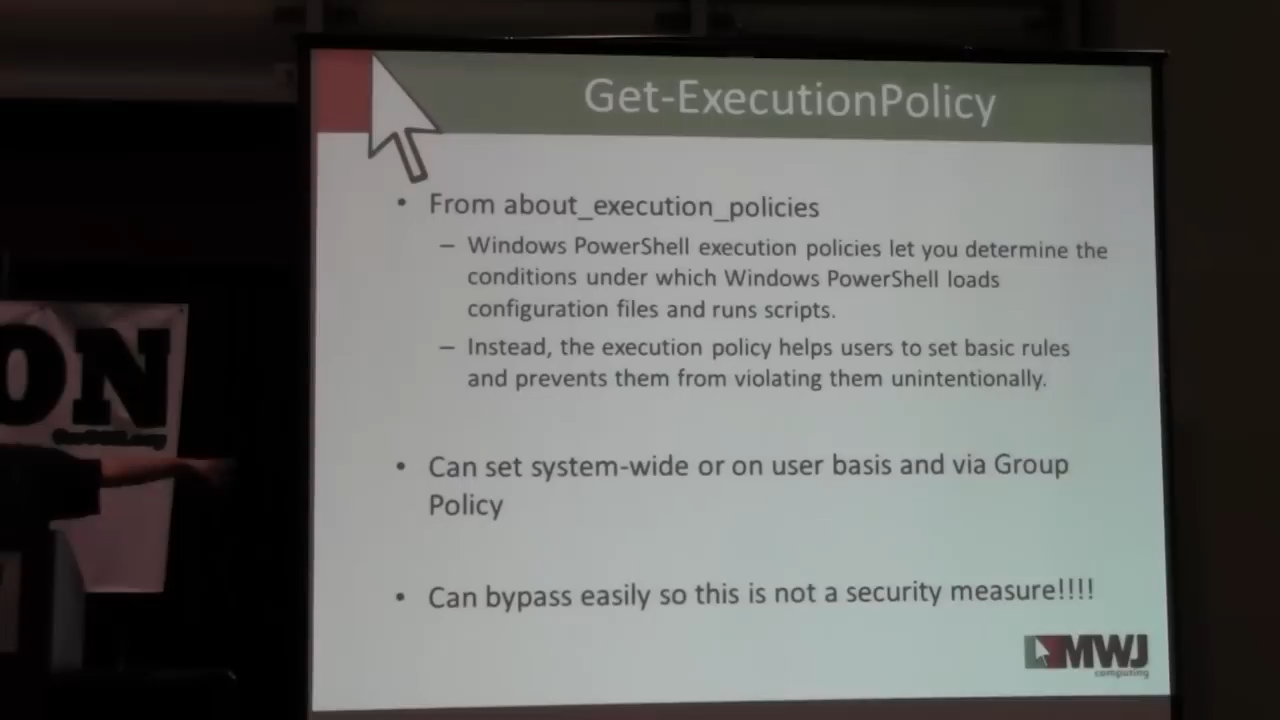 Get-ExecutionPolicy
• From about_execution_policies
– Windows PowerShell execution policies let you determine the
conditions under which Windows PowerShell loads
configuration files and runs scripts.
– Instead, the execution policy helps users to set basic rules
and prevents them from violating them unintentionally.
• Can set system-wide or on user basis and via Group
Policy
• Can bypass easily so this is not a security measure!!!!
MWJ
computing
ON